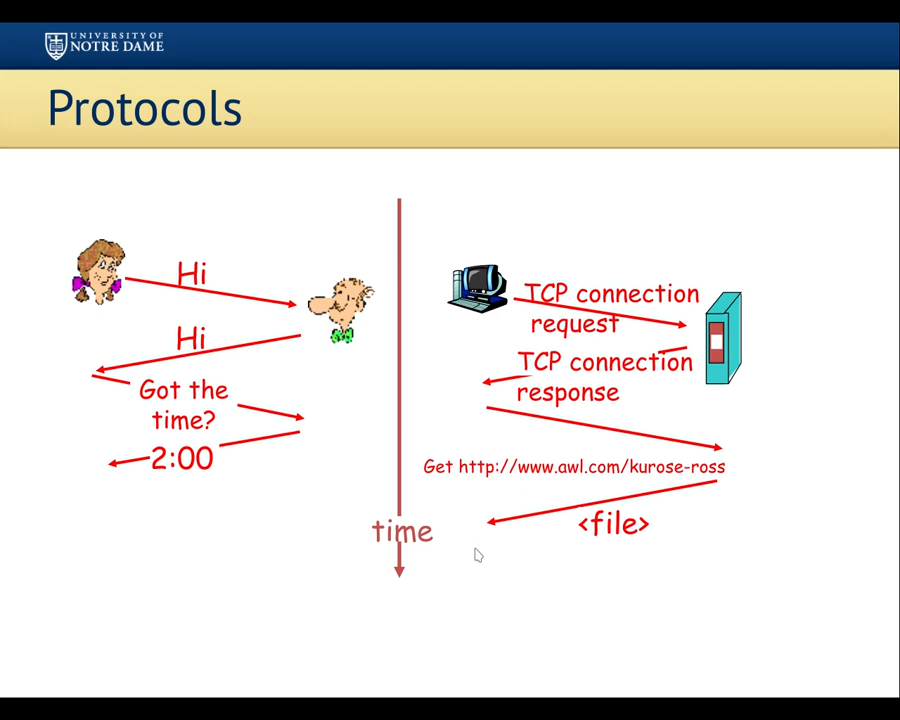 UNIVERSITY OF
NOTRE DAME
Protocols
Hi
Hi
Got the
time?
2:00
time
TCP connection
request
TCP connection
response
Get http://www.awl.com/kurose-ross
<file>